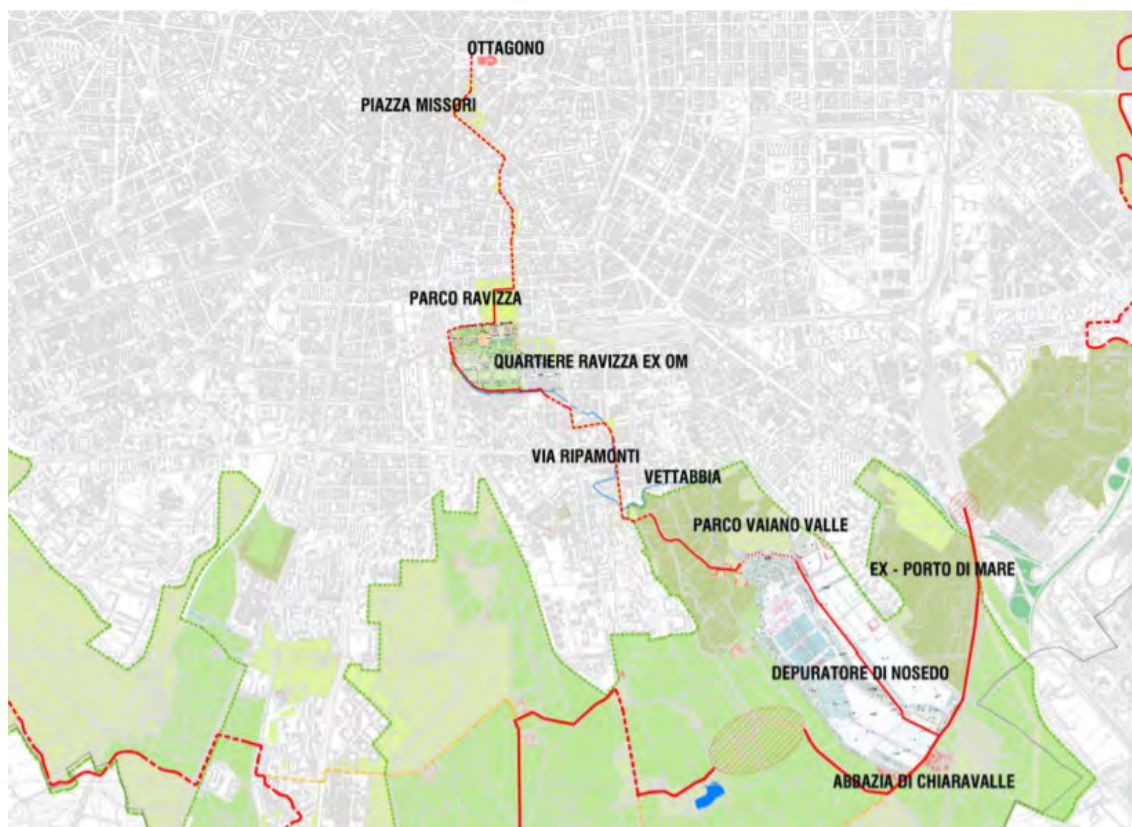 OTTAGONO
PIAZZA MISSORI
PARCO RAVIZZA
QUARTIERE RAVIZZA EX OM
VIA RIPAMONTI
VETTABBIA
PARCO VAIANO VALLE
EX - PORTO DI MARE
DEPURATORE DI NOSEDO
ABBAZIA DI CHIARAVALLE